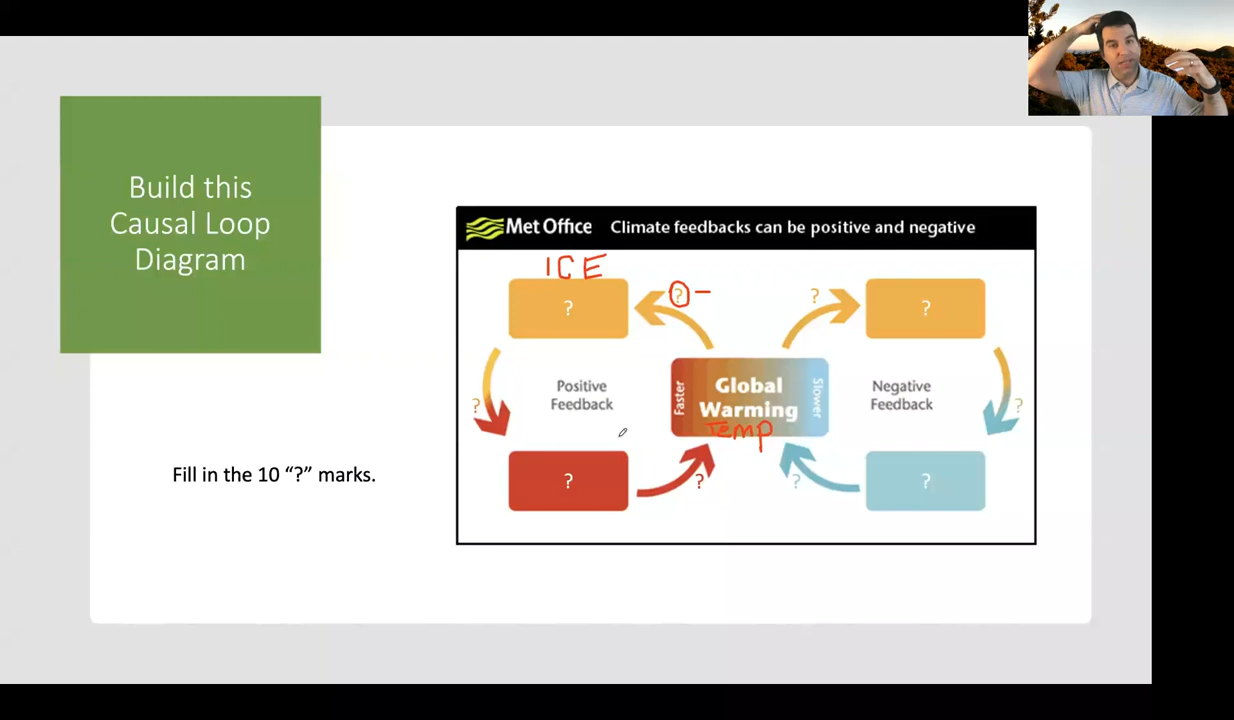 Build this
Causal Loop
Diagram
Fill in the 10 “?” marks.
Met Office Climate feedbacks can be positive and negative
ICE
?
? -
?
?
?
Positive
Feedback
Faster
Global
Warming
Temp
Slower
Negative
Feedback
?
?
?
?
?